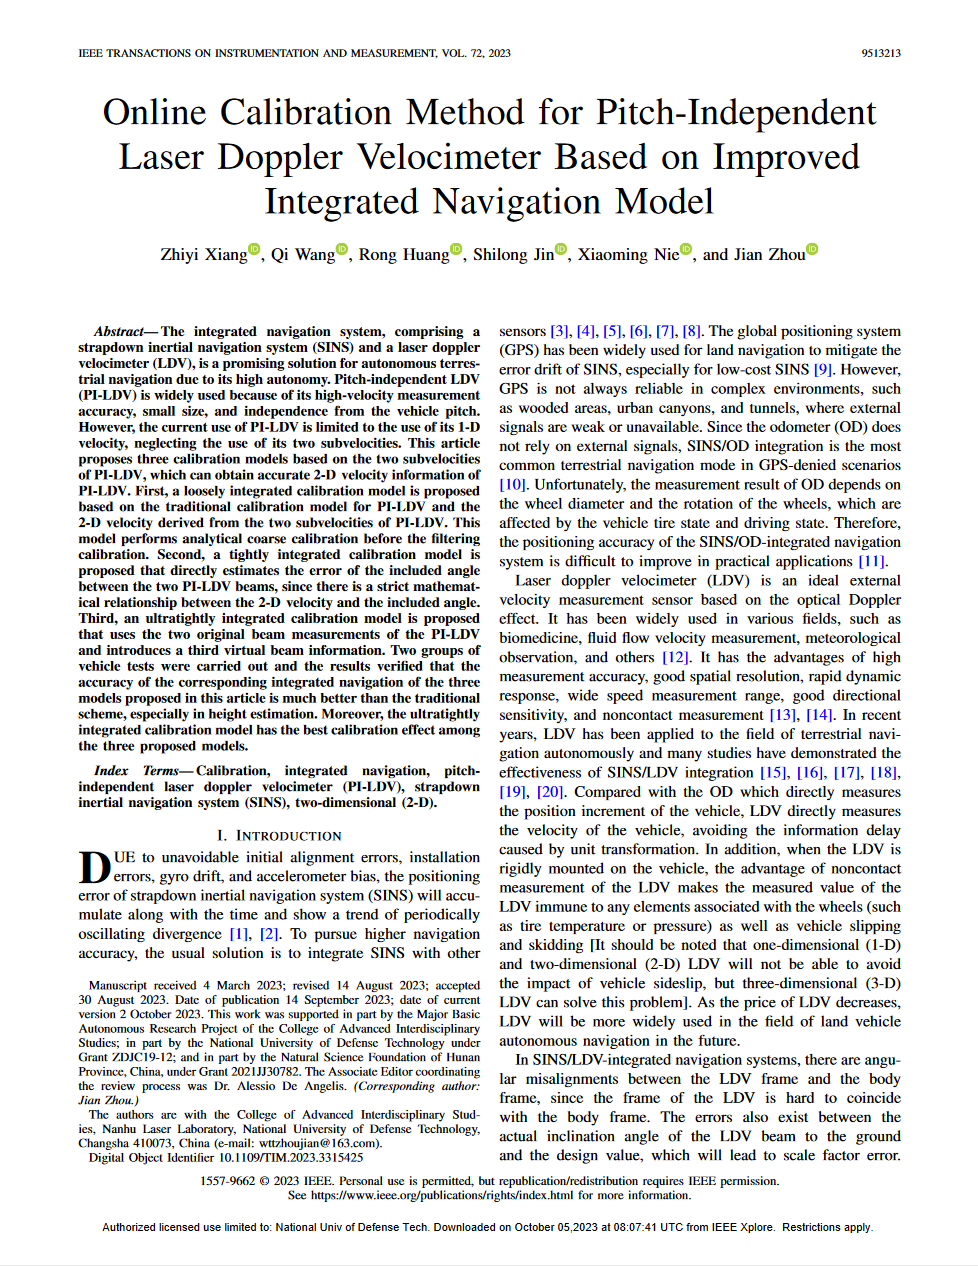 IEEE TRANSACTIONS ON INSTRUMENTATION AND MEASUREMENT, VOL. 72, 2023
9513213
Online Calibration Method for Pitch-Independent
Laser Doppler Velocimeter Based on Improved
Integrated Navigation Model
Zhiyi Xiang, Qi Wang, Rong Huang, Shilong Jin, Xiaoming Nie, and Jian Zhou
Abstract—The integrated navigation system, comprising a
strapdown inertial navigation system (SINS) and a laser doppler
velocimeter (LDV), is a promising solution for autonomous terres-
trial navigation due to its high autonomy. Pitch-independent LDV
(PI-LDV) is widely used because of its high-velocity measurement
accuracy, small size, and independence from the vehicle pitch.
However, the current use of PI-LDV is limited to the use of its 1-D
velocity, neglecting the use of its two subvelocities. This article
proposes three calibration models based on the two subvelocities
of PI-LDV, which can obtain accurate 2-D velocity information of
PI-LDV. First, a loosely integrated calibration model is proposed
based on the traditional calibration model for PI-LDV and the
2-D velocity derived from the two subvelocities of PI-LDV. This
model performs analytical coarse calibration before the filtering
calibration. Second, a tightly integrated calibration model is
proposed that directly estimates the error of the included angle
between the two PI-LDV beams, since there is a strict mathemat-
ical relationship between the 2-D velocity and the included angle.
Third, an ultratightly integrated calibration model is proposed
that uses the two original beam measurements of the PI-LDV
and introduces a third virtual beam information. Two groups of
vehicle tests were carried out and the results verified that the
accuracy of the corresponding integrated navigation of the three
models proposed in this article is much better than the traditional
scheme, especially in height estimation. Moreover, the ultratightly
integrated calibration model has the best calibration effect among
the three proposed models.
Index Terms—Calibration, integrated navigation, pitch-
independent laser doppler velocimeter (PI-LDV), strapdown
inertial navigation system (SINS), two-dimensional (2-D).
I. INTRODUCTION
DUE to unavoidable initial alignment errors, installation
errors, gyro drift, and accelerometer bias, the positioning
error of strapdown inertial navigation system (SINS) will accu-
mulate along with the time and show a trend of periodically
oscillating divergence [1], [2]. To pursue higher navigation
accuracy, the usual solution is to integrate SINS with other
Manuscript received 4 March 2023; revised 14 August 2023; accepted
30 August 2023. Date of publication 14 September 2023; date of current
version 2 October 2023. This work was supported in part by the Major Basic
Autonomous Research Project of the College of Advanced Interdisciplinary
Studies; in part by the National University of Defense Technology under
Grant ZDJC19-12; and in part by the Natural Science Foundation of Hunan
Province, China, under Grant 2021JJ30782. The Associate Editor coordinating
the review process was Dr. Alessio De Angelis. (Corresponding author:
Jian Zhou.)
The authors are with the College of Advanced Interdisciplinary Stud-
ies, Nanhu Laser Laboratory, National University of Defense Technology,
Changsha 410073, China (e-mail: wttzhoujian@163.com).
Digital Object Identifier 10.1109/TIM.2023.3315425
sensors [3], [4], [5], [6], [7], [8]. The global positioning system
(GPS) has been widely used for land navigation to mitigate the
error drift of SINS, especially for low-cost SINS [9]. However,
GPS is not always reliable in complex environments, such
as wooded areas, urban canyons, and tunnels, where external
signals are weak or unavailable. Since the odometer (OD) does
not rely on external signals, SINS/OD integration is the most
common terrestrial navigation mode in GPS-denied scenarios
[10]. Unfortunately, the measurement result of OD depends on
the wheel diameter and the rotation of the wheels, which are
affected by the vehicle tire state and driving state. Therefore,
the positioning accuracy of the SINS/OD-integrated navigation
system is difficult to improve in practical applications [11].
Laser doppler velocimeter (LDV) is an ideal external
velocity measurement sensor based on the optical Doppler
effect. It has been widely used in various fields, such as
biomedicine, fluid flow velocity measurement, meteorological
observation, and others [12]. It has the advantages of high
measurement accuracy, good spatial resolution, rapid dynamic
response, wide speed measurement range, good directional
sensitivity, and noncontact measurement [13], [14]. In recent
years, LDV has been applied to the field of terrestrial navi-
gation autonomously and many studies have demonstrated the
effectiveness of SINS/LDV integration [15], [16], [17], [18],
[19], [20]. Compared with the OD which directly measures
the position increment of the vehicle, LDV directly measures
the velocity of the vehicle, avoiding the information delay
caused by unit transformation. In addition, when the LDV is
rigidly mounted on the vehicle, the advantage of noncontact
measurement of the LDV makes the measured value of the
LDV immune to any elements associated with the wheels (such
as tire temperature or pressure) as well as vehicle slipping
and skidding [It should be noted that one-dimensional (1-D)
and two-dimensional (2-D) LDV will not be able to avoid
the impact of vehicle sideslip, but three-dimensional (3-D)
LDV can solve this problem]. As the price of LDV decreases,
LDV will be more widely used in the field of land vehicle
autonomous navigation in the future.
In SINS/LDV-integrated navigation systems, there are angu-
lar misalignments between the LDV frame and the body
frame, since the frame of the LDV is hard to coincide
with the body frame. The errors also exist between the
actual inclination angle of the LDV beam to the ground
and the design value, which will lead to scale factor error.
1557-9662 © 2023 IEEE. Personal use is permitted, but republication/redistribution requires IEEE permission.
See https://www.ieee.org/publications/rights/index.html for more information.
Authorized licensed use limited to: National Univ of Defense Tech. Downloaded on October 05,2023 at 08:07:41 UTC from IEEE Xplore. Restrictions apply.